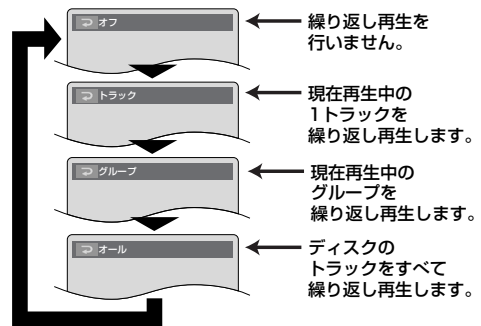 オフ
繰り返し再生を
行いません。
トラック
現在再生中の
1トラックを
繰り返し再生します。
グループ
現在再生中の
グループを
繰り返し再生します。
オール
ディスクの
トラックをすべて
繰り返し再生します。